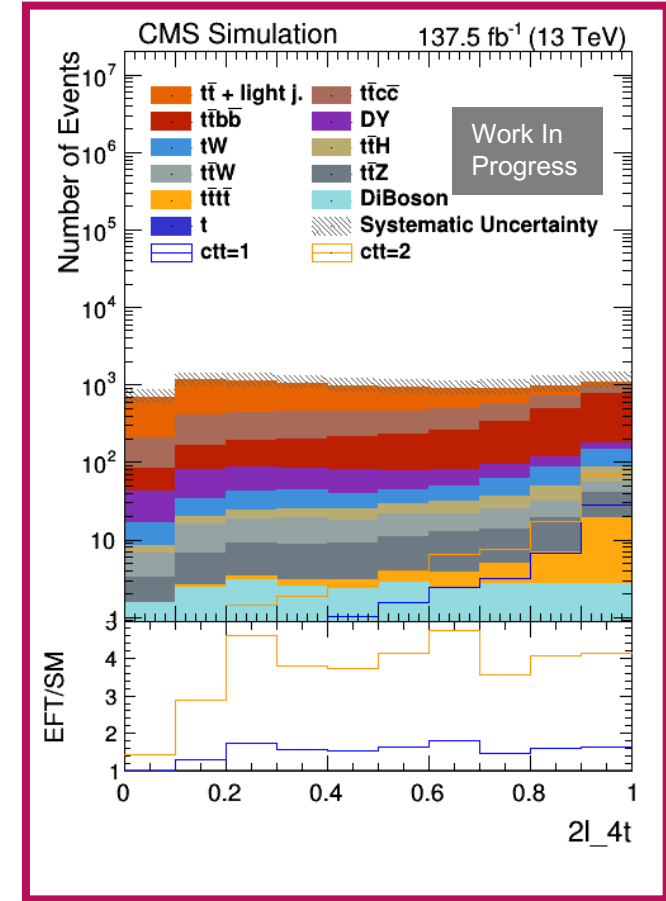 CMS Simulation 137.5 fb⁻¹ (13 TeV)
Number of Events
10⁷
10⁶
10⁵
10⁴
10³
10²
10
1
tt̄ + light j. tt̄cc̄
tt̄bb̄ DY
tW tt̄H
tt̄W tt̄Z
tt̄tt̄ DiBoson
t Systematic Uncertainty
ctt=1 ctt=2
Work In
Progress
EFT/SM
5
4
3
2
1
0 0.2 0.4 0.6 0.8 1
2l_4t